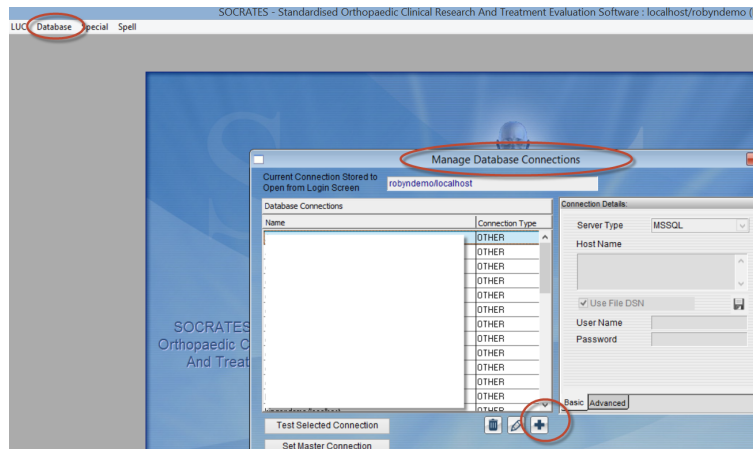 SOCRATES - Standardised Orthopaedic Clinical Research And Treatment Evaluation Software : localhost/robyndemo (
LUC Database Special Spell
Manage Database Connections
Current Connection Stored to
Open from Login Screen
robyndemo/localhost
Database Connections
Name Connection Type
OTHER
OTHER
OTHER
OTHER
OTHER
OTHER
OTHER
OTHER
OTHER
OTHER
OTHER
OTHER
OTHER
Connection Details:
Server Type MSSQL
Host Name
Use File DSN
User Name
Password
Basic Advanced
Test Selected Connection
Set Master Connection
SOCRATES
Orthopaedic C
And Treat